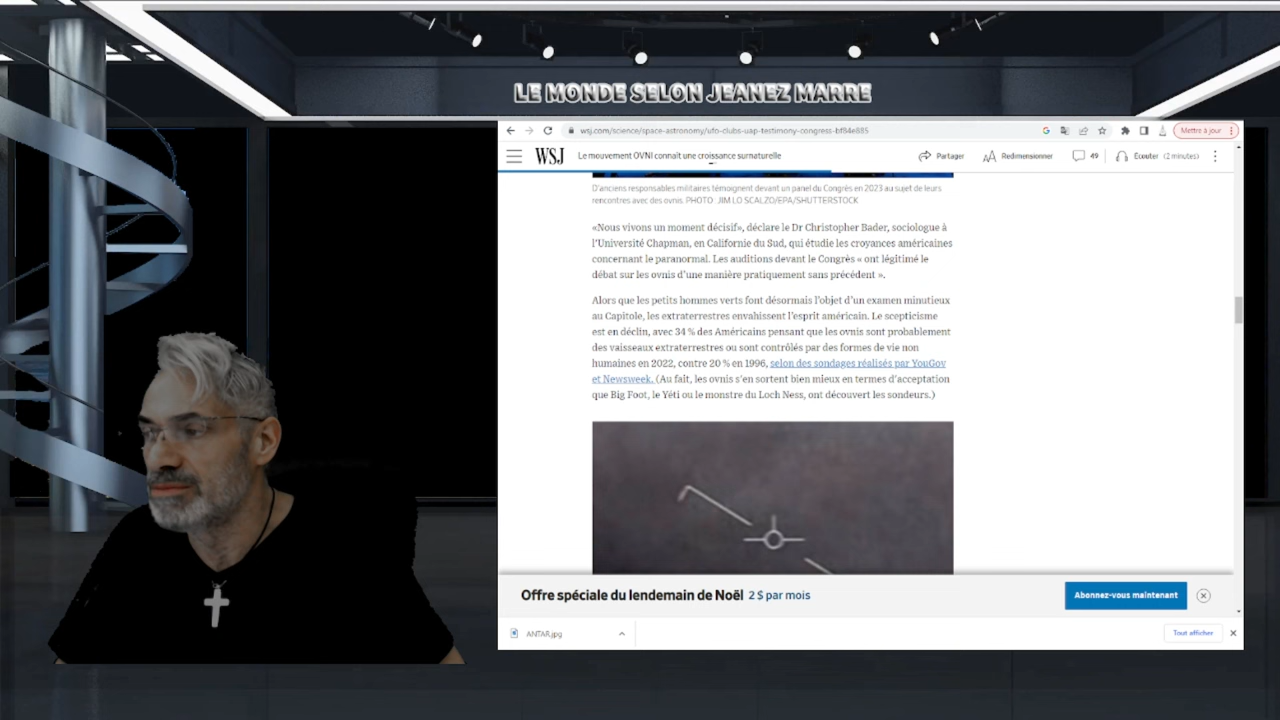 LE MONDE SELON JEANEZ MARRE
wsj.com/science/space-astronomy/ufo-clubs-uap-testimony-congress-bf84e885
Mettre à jour
WSJ
Le mouvement OVNI connaît une croissance surnaturelle
Partager
Redimensionner
49
Écouter (2 minutes)
D'anciens responsables militaires témoignent devant un panel du Congrès en 2023 au sujet de leurs
rencontres avec des ovnis. PHOTO : JIM LO SCALZO/EPA/SHUTTERSTOCK
«Nous vivons un moment décisif», déclare le Dr Christopher Bader, sociologue à
l'Université Chapman, en Californie du Sud, qui étudie les croyances américaines
concernant le paranormal. Les auditions devant le Congrès « ont légitimé le
débat sur les ovnis d'une manière pratiquement sans précédent ».
Alors que les petits hommes verts font désormais l'objet d'un examen minutieux
au Capitole, les extraterrestres envahissent l'esprit américain. Le scepticisme
est en déclin, avec 34 % des Américains pensant que les ovnis sont probablement
des vaisseaux extraterrestres ou sont contrôlés par des formes de vie non
humaines en 2022, contre 20 % en 1996, selon des sondages réalisés par YouGov
et Newsweek. (Au fait, les ovnis s'en sortent bien mieux en termes d'acceptation
que Big Foot, le Yéti ou le monstre du Loch Ness, ont découvert les sondeurs.)
Offre spéciale du lendemain de Noël 2 $ par mois
Abonnez-vous maintenant
ANTAR.jpg
Tout afficher